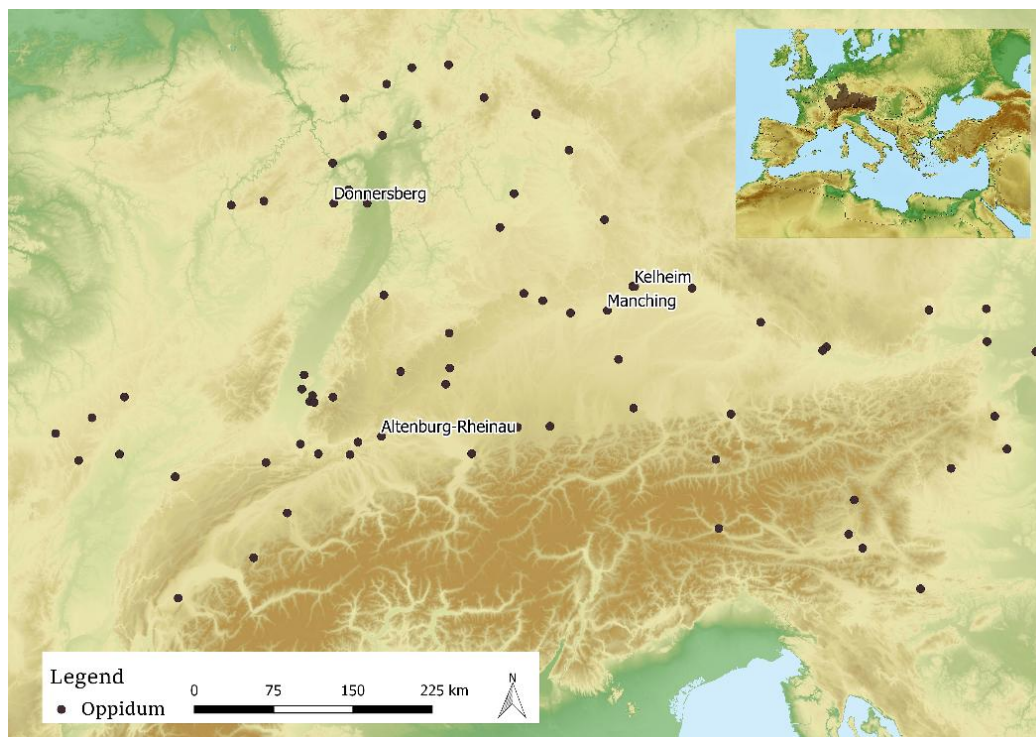 Donnersberg
Kelheim
Manching
Altenburg-Rheinau
Legend
Oppidum
0 75 150 225 km
N